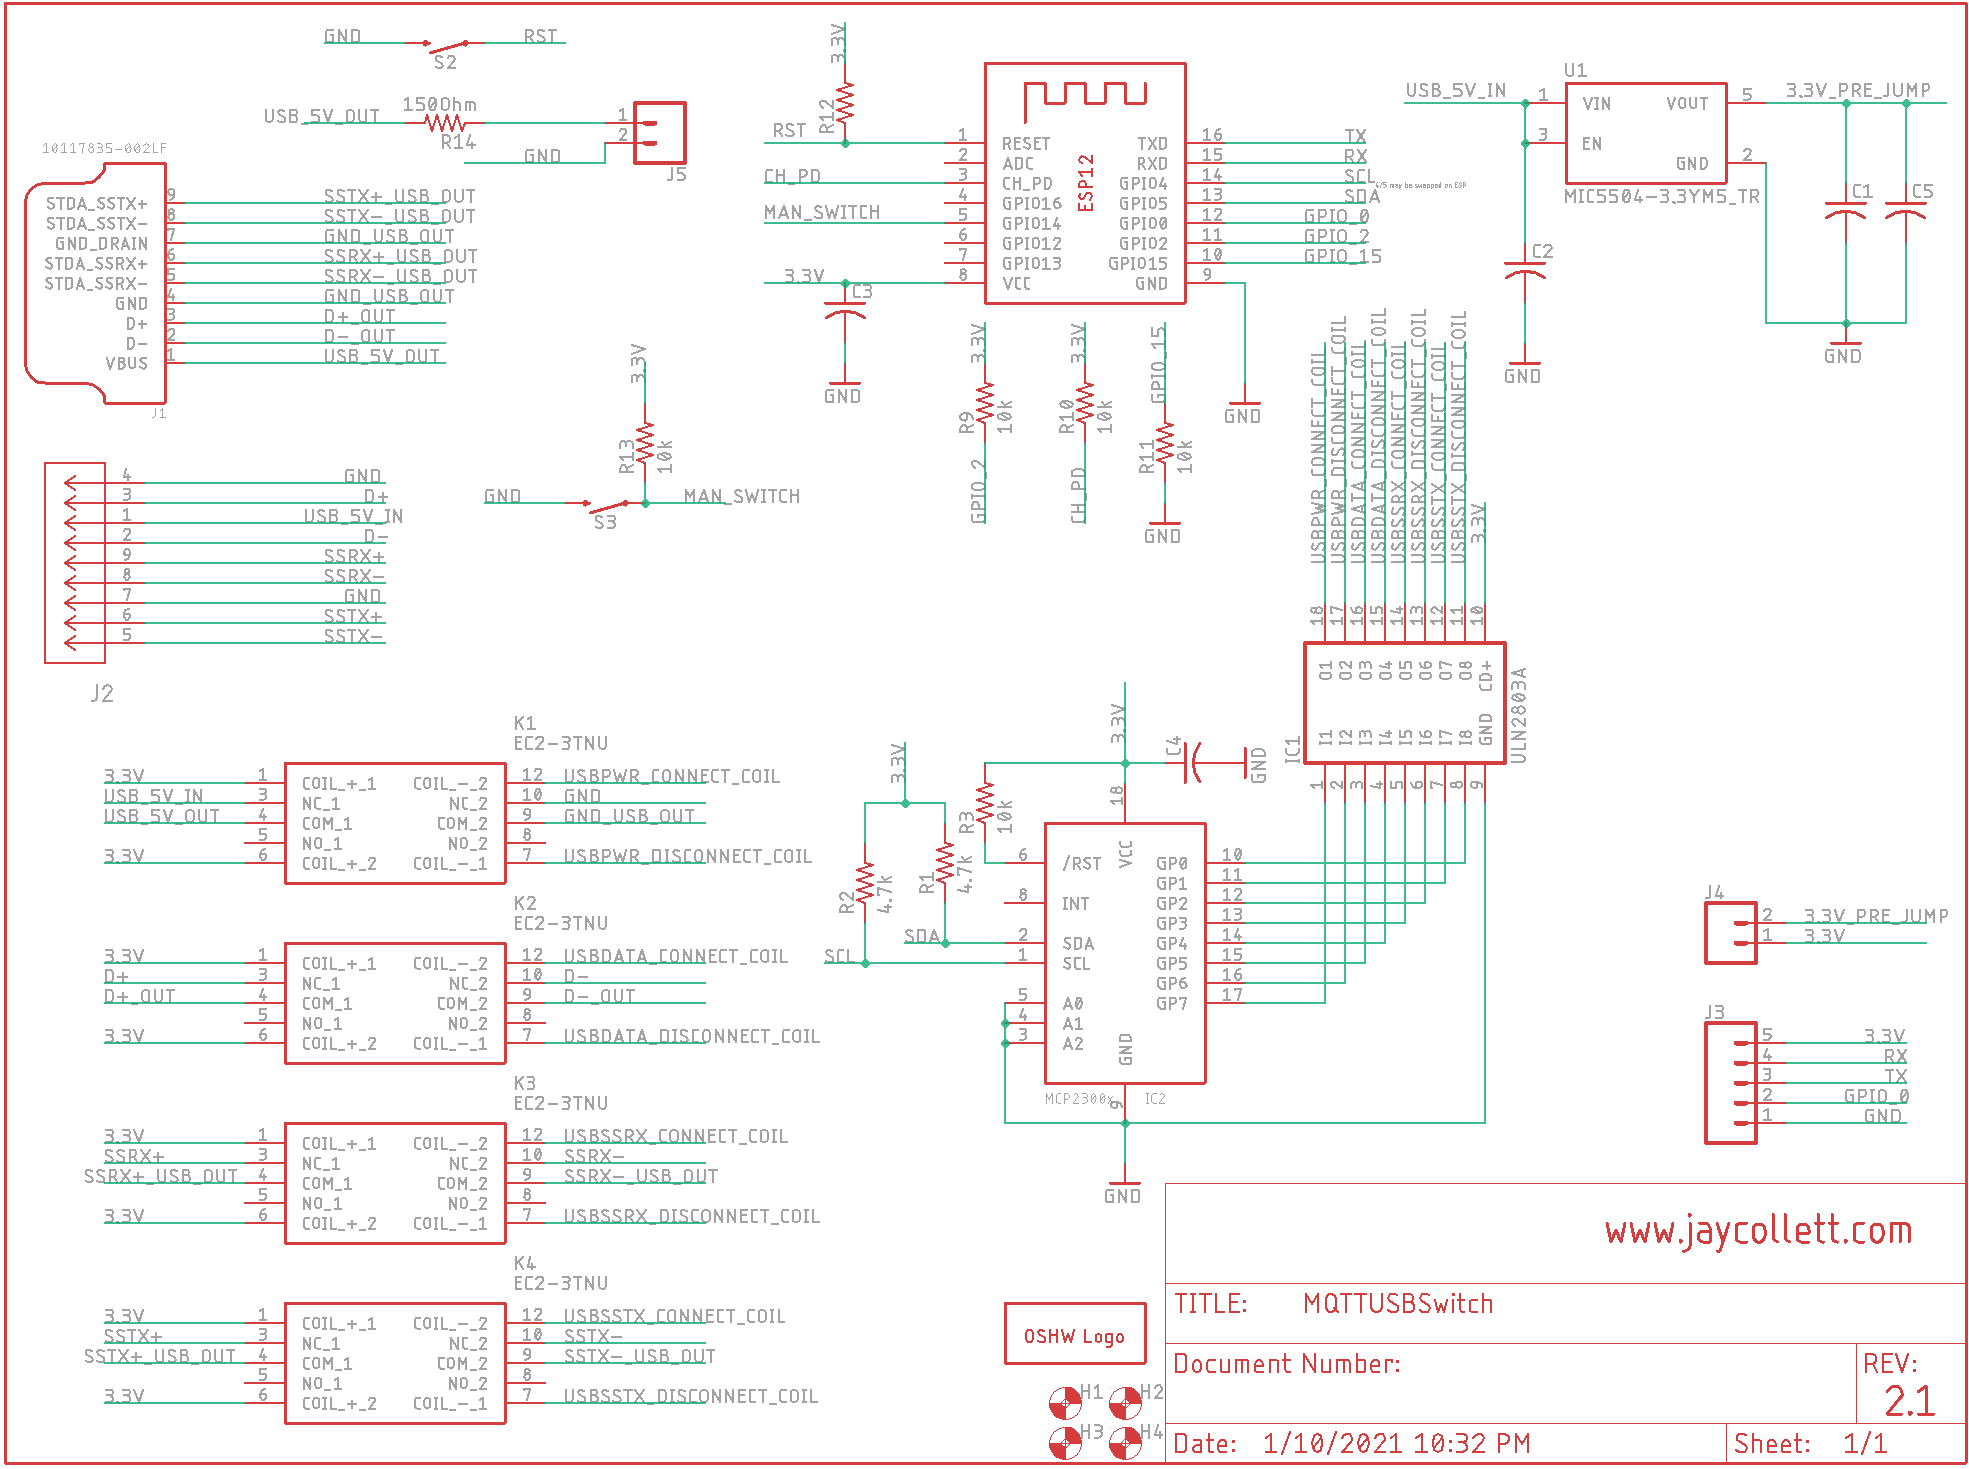 GND
RST
S2
USB_5V_OUT
150Ohm
R14
GND
1
2
J5
10117835-002LF
STDA_SSTX+ 9 SSTX+_USB_OUT
STDA_SSTX- 8 SSTX-_USB_OUT
GND_DRAIN 7 GND_USB_OUT
STDA_SSRX+ 6 SSRX+_USB_OUT
STDA_SSRX- 5 SSRX-_USB_OUT
GND 4 GND_USB_OUT
D+ 3 D+_OUT
D- 2 D-_OUT
VBUS 1 USB_5V_OUT
J1
4 GND
3 D+
1 USB_5V_IN
2 D-
9 SSRX+
8 SSRX-
7 GND
6 SSTX+
5 SSTX-
J2
3.3V
R13
10k
GND
S3
MAN_SWITCH
3.3V
R12
RST 1 RESET
2 ADC
CH_PD 3 CH_PD
4 GPIO16
MAN_SWITCH 5 GPIO14
6 GPIO12
7 GPIO13
3.3V 8 VCC
C3
GND
ESP12
TXD 16 TX
RXD 15 RX
GPIO4 14 SCL
4/5 may be swapped on ESP
GPIO5 13 SDA
GPIO0 12 GPIO_0
GPIO2 11 GPIO_2
GPIO15 10 GPIO_15
GND 9
GND
3.3V
R9
10k
GPIO_2
3.3V
R10
10k
CH_PD
GPIO_15
R11
10k
GND
U1
USB_5V_IN 1 VIN
3 EN
VOUT 5 3.3V_PRE_JUMP
GND 2
MIC5504-3.3YM5_TR
C2
GND
C1
C5
GND
USBPWR_CONNECT_COIL
USBPWR_DISCONNECT_COIL
USBDATA_CONNECT_COIL
USBDATA_DISCONNECT_COIL
USBSSRX_CONNECT_COIL
USBSSRX_DISCONNECT_COIL
USBSSTX_CONNECT_COIL
USBSSTX_DISCONNECT_COIL
3.3V
18 17 16 15 14 13 12 11 10
O1 O2 O3 O4 O5 O6 O7 O8 CD+
I1 I2 I3 I4 I5 I6 I7 I8 GND
1 2 3 4 5 6 7 8 9
IC1
ULN2803A
K1
EC2-3TNU
3.3V 1 COIL_+_1 COIL_-_2 12 USBPWR_CONNECT_COIL
USB_5V_IN 3 NC_1 NC_2 10 GND
USB_5V_OUT 4 COM_1 COM_2 9 GND_USB_OUT
5 NO_1 NO_2 8
3.3V 6 COIL_+_2 COIL_-_1 7 USBPWR_DISCONNECT_COIL
K2
EC2-3TNU
3.3V 1 COIL_+_1 COIL_-_2 12 USBDATA_CONNECT_COIL
D+ 3 NC_1 NC_2 10 D-
D+_OUT 4 COM_1 COM_2 9 D-_OUT
5 NO_1 NO_2 8
3.3V 6 COIL_+_2 COIL_-_1 7 USBDATA_DISCONNECT_COIL
K3
EC2-3TNU
3.3V 1 COIL_+_1 COIL_-_2 12 USBSSRX_CONNECT_COIL
SSRX+ 3 NC_1 NC_2 10 SSRX-
SSRX+_USB_OUT 4 COM_1 COM_2 9 SSRX-_USB_OUT
5 NO_1 NO_2 8
3.3V 6 COIL_+_2 COIL_-_1 7 USBSSRX_DISCONNECT_COIL
K4
EC2-3TNU
3.3V 1 COIL_+_1 COIL_-_2 12 USBSSTX_CONNECT_COIL
SSTX+ 3 NC_1 NC_2 10 SSTX-
SSTX+_USB_OUT 4 COM_1 COM_2 9 SSTX-_USB_OUT
5 NO_1 NO_2 8
3.3V 6 COIL_+_2 COIL_-_1 7 USBSSTX_DISCONNECT_COIL
3.3V
C4
GND
3.3V
R2
4.7k
R1
4.7k
R3
10k
SDA
SCL
18
VCC
6 /RST
8 INT
2 SDA
1 SCL
5 A0
4 A1
3 A2
GP0 10
GP1 11
GP2 12
GP3 13
GP4 14
GP5 15
GP6 16
GP7 17
GND
9
MCP2300x
IC2
GND
J4
2 3.3V_PRE_JUMP
1 3.3V
J3
5 3.3V
4 RX
3 TX
2 GPIO_0
1 GND
OSHW Logo
H1 H2
H3 H4
www.jaycollett.com
TITLE: MQTTUSBSwitch
Document Number:
REV:
2.1
Date: 1/10/2021 10:32 PM
Sheet: 1/1